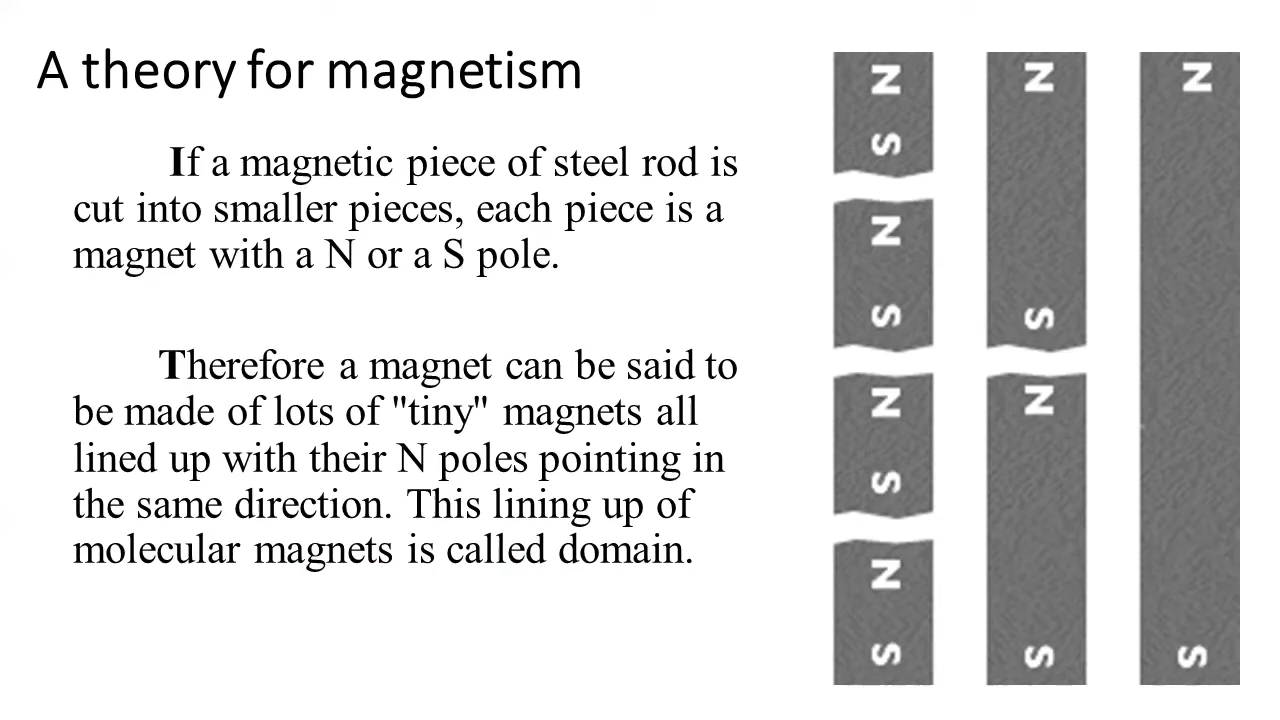 A theory for magnetism
If a magnetic piece of steel rod is
cut into smaller pieces, each piece is a
magnet with a N or a S pole.
Therefore a magnet can be said to
be made of lots of "tiny" magnets all
lined up with their N poles pointing in
the same direction. This lining up of
molecular magnets is called domain.
N
S
N
S
N
S
N
S
N
S
N
S
N
S